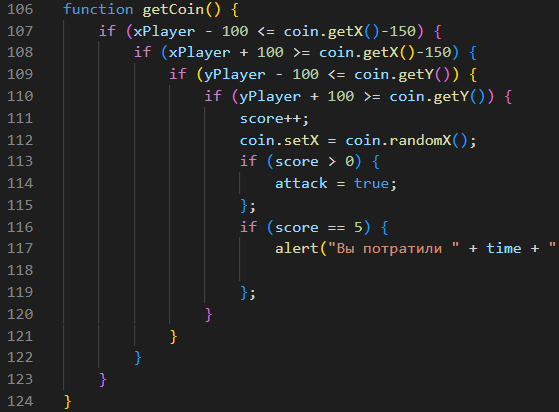 106 function getCoin() {
107 if (xPlayer - 100 <= coin.getX()-150) {
108 if (xPlayer + 100 >= coin.getX()-150) {
109 if (yPlayer - 100 <= coin.getY()) {
110 if (yPlayer + 100 >= coin.getY()) {
111 score++;
112 coin.setX = coin.randomX();
113 if (score > 0) {
114 attack = true;
115 };
116 if (score == 5) {
117 alert("Вы потратили " + time + "
118
119 };
120 }
121 }
122 }
123 }
124 }